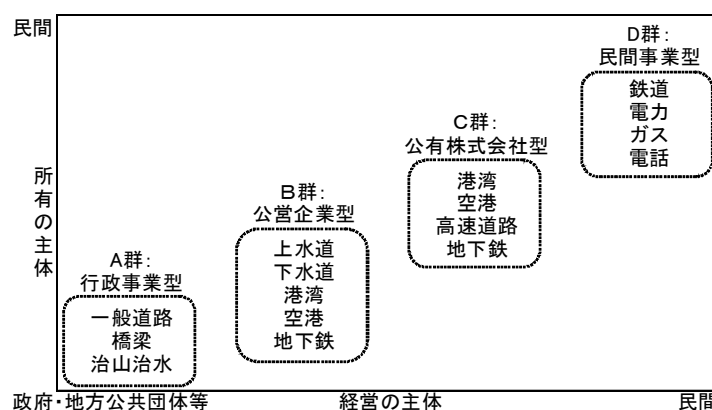 民間
D群:
民間事業型
鉄道
電力
ガス
電話
C群:
公有株式会社型
港湾
空港
高速道路
地下鉄
B群:
公営企業型
上水道
下水道
港湾
空港
地下鉄
所有の主体
A群:
行政事業型
一般道路
橋梁
治山治水
政府・地方公共団体等
経営の主体
民間